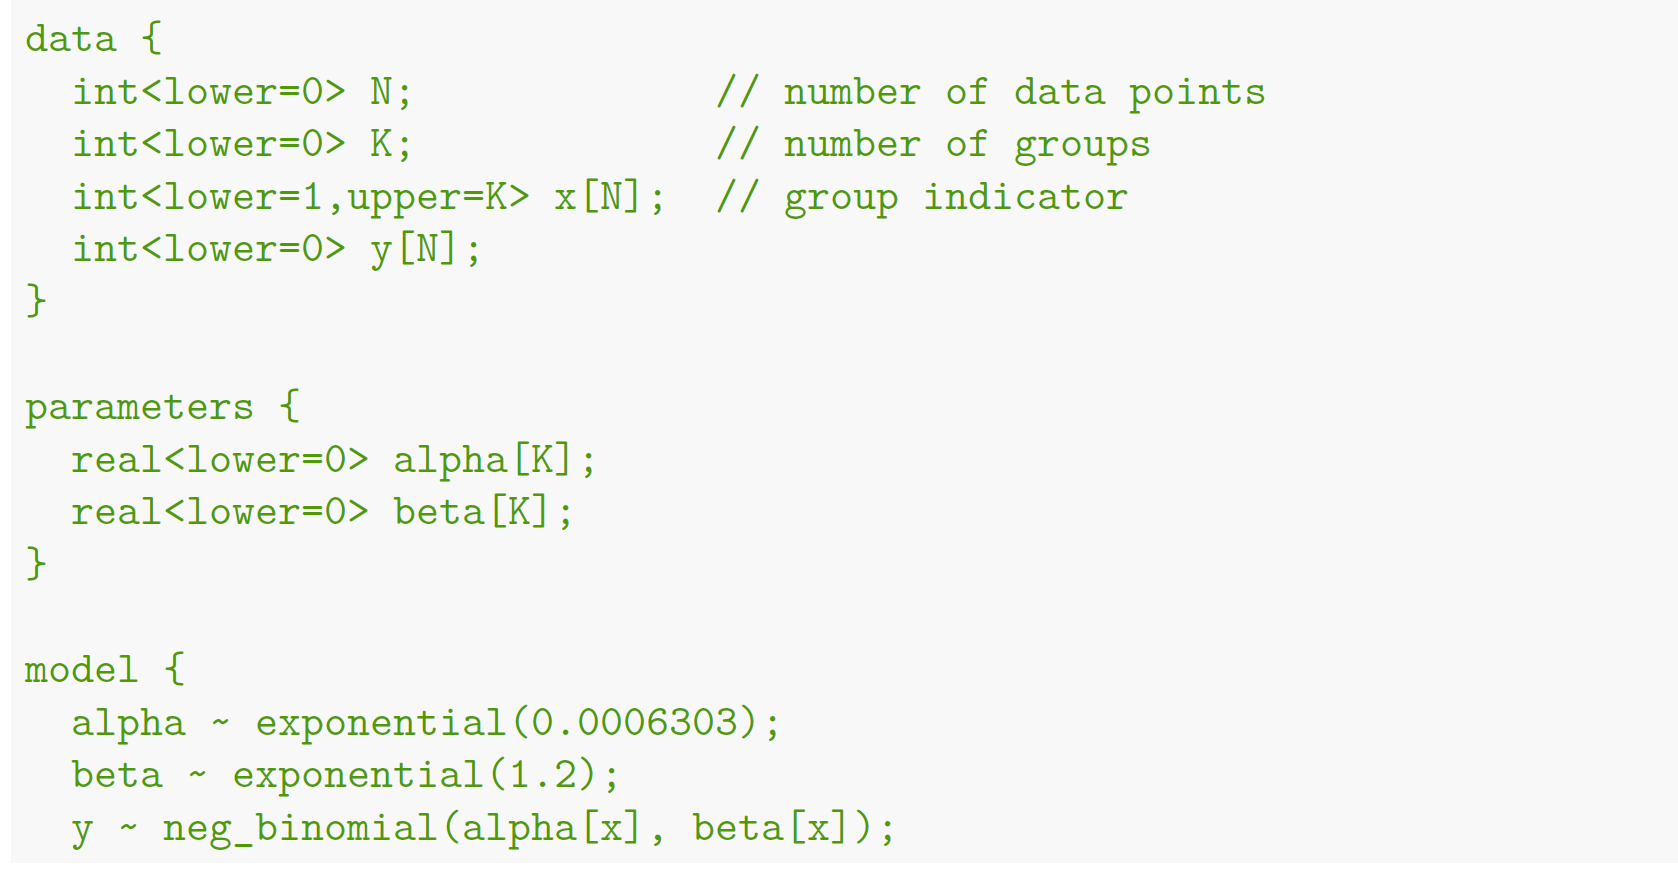 data {
  int<lower=0> N;             // number of data points
  int<lower=0> K;             // number of groups
  int<lower=1,upper=K> x[N];  // group indicator
  int<lower=0> y[N];
}
parameters {
  real<lower=0> alpha[K];
  real<lower=0> beta[K];
}
model {
  alpha ~ exponential(0.0006303);
  beta ~ exponential(1.2);
  y ~ neg_binomial(alpha[x], beta[x]);